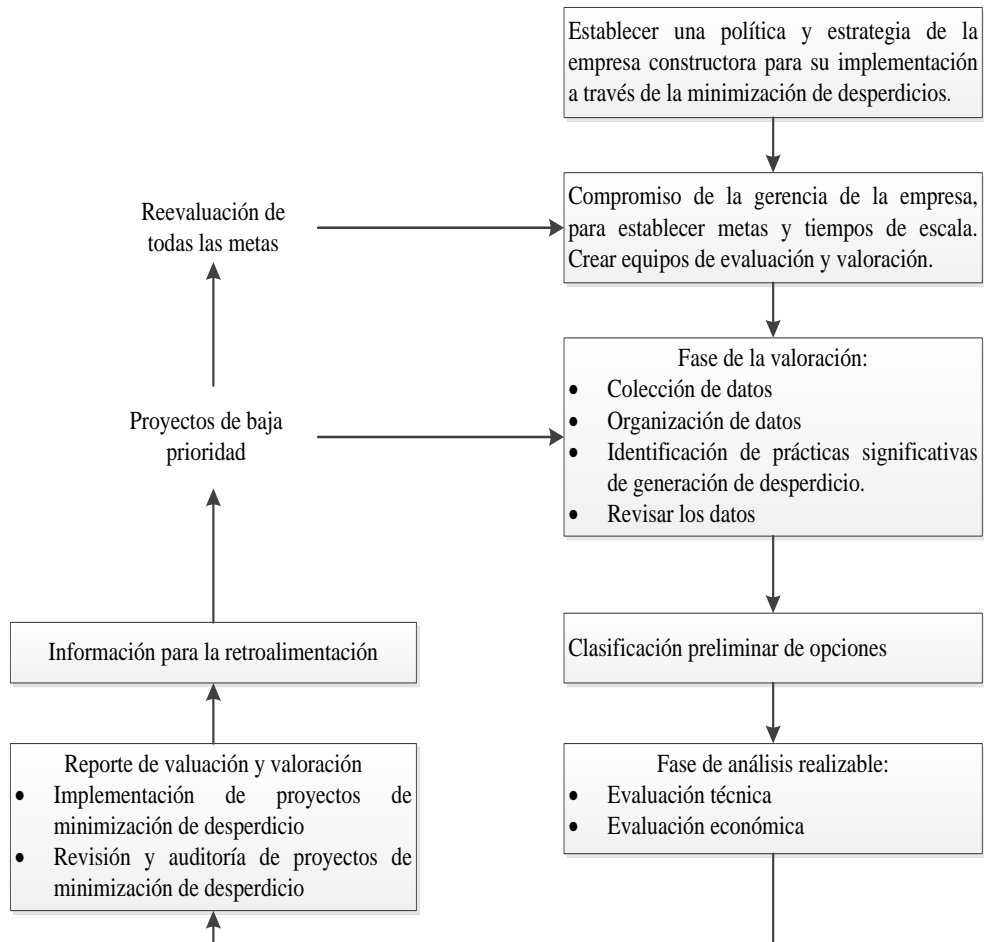 Establecer una política y estrategia de la
empresa constructora para su implementación
a través de la minimización de desperdicios.
Compromiso de la gerencia de la empresa,
para establecer metas y tiempos de escala.
Crear equipos de evaluación y valoración.
Reevaluación de
todas las metas
Fase de la valoración:
• Colección de datos
• Organización de datos
• Identificación de prácticas significativas
de generación de desperdicio.
• Revisar los datos
Proyectos de baja
prioridad
Clasificación preliminar de opciones
Información para la retroalimentación
Fase de análisis realizable:
• Evaluación técnica
• Evaluación económica
Reporte de valuación y valoración
• Implementación de proyectos de
minimización de desperdicio
• Revisión y auditoría de proyectos de
minimización de desperdicio